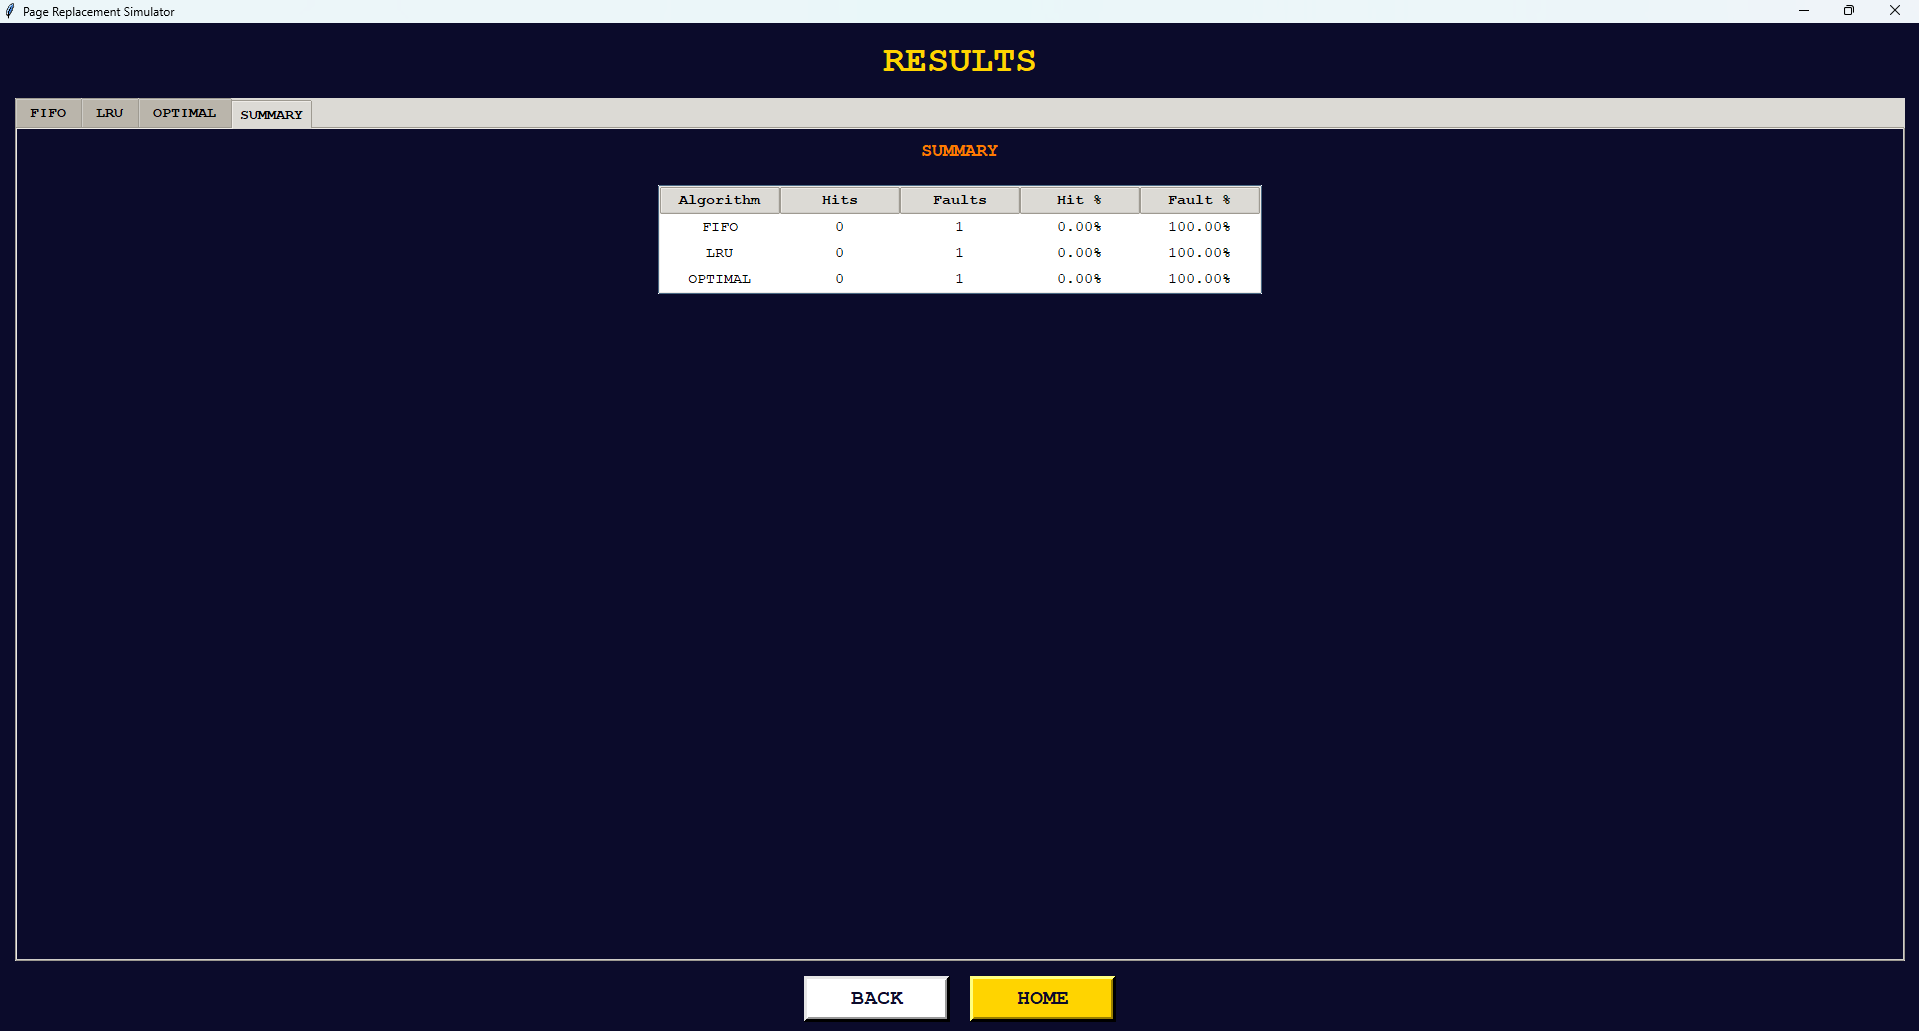 Page Replacement Simulator
RESULTS
FIFO LRU OPTIMAL SUMMARY
SUMMARY
Algorithm Hits Faults Hit % Fault %
FIFO 0 1 0.00% 100.00%
LRU 0 1 0.00% 100.00%
OPTIMAL 0 1 0.00% 100.00%
BACK HOME